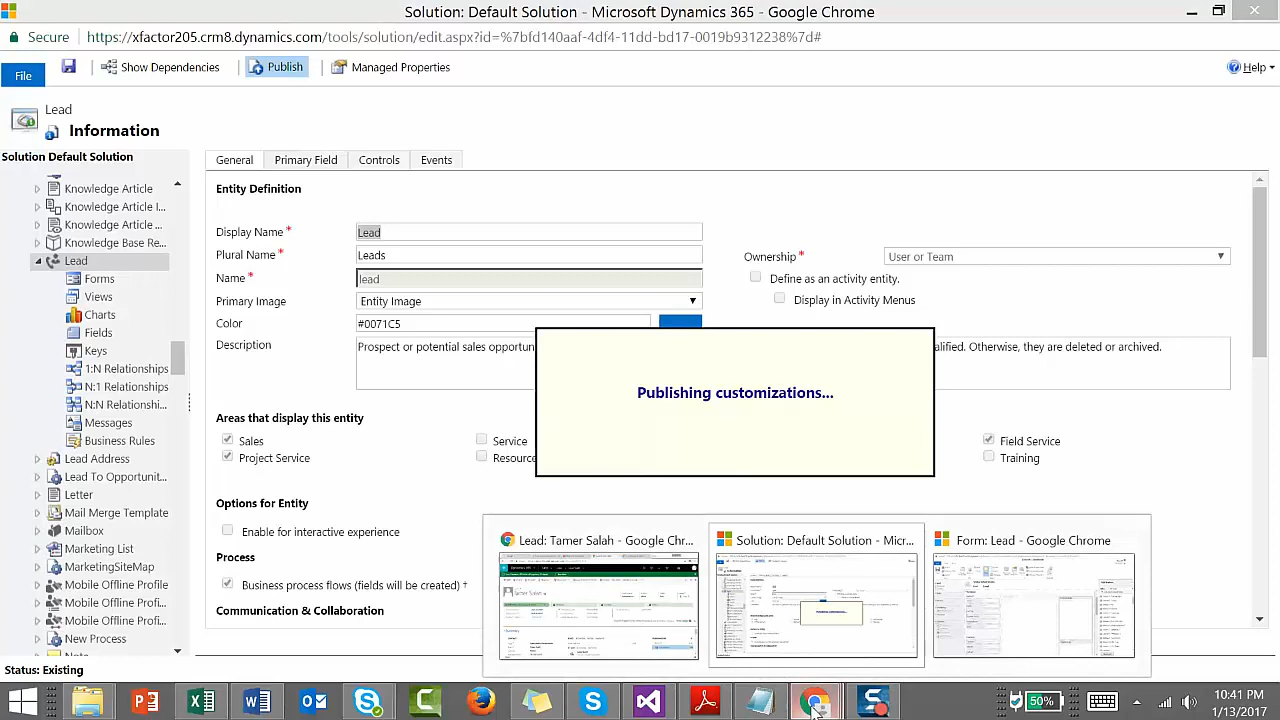 Solution: Default Solution - Microsoft Dynamics 365 - Google Chrome
Secure https://xfactor205.crm8.dynamics.com/tools/solution/edit.aspx?id=%7bfd140aaf-4df4-11dd-bd17-0019b9312238%7d#
File Show Dependencies Publish Managed Properties Help
Lead
Information
Solution Default Solution
General Primary Field Controls Events
Knowledge Article
Knowledge Article I...
Knowledge Article ...
Knowledge Base Re...
Lead
Forms
Views
Charts
Fields
Keys
1:N Relationships
N:1 Relationships
N:N Relationshi...
Messages
Business Rules
Lead Address
Lead To Opportunit...
Letter
Mail Merge Template
Mailbox
Marketing List
MarketingSiteMap
Mobile Offline Profile
Mobile Offline Profi...
Mobile Offline Profi...
New Process
Entity Definition
Display Name * Lead
Plural Name * Leads
Name * lead
Primary Image Entity Image
Color #0071C5
Description Prospect or potential sales opportun
alified. Otherwise, they are deleted or archived.
Ownership * User or Team
Define as an activity entity.
Display in Activity Menus
Publishing customizations...
Areas that display this entity
Sales Service Field Service
Project Service Resourc Training
Options for Entity
Enable for interactive experience
Process
Business process flows (fields will be created)
Communication & Collaboration
Lead: Tamer Salah - Google Chr...
Solution: Default Solution - Micr...
Form: Lead - Google Chrome
Status: Existing
50%
10:41 PM
1/13/2017